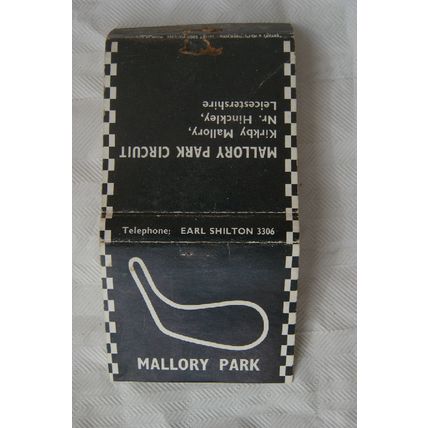 MALLORY PARK CIRCUIT
Kirkby Mallory,
Nr. Hinckley,
Leicestershire
Telephone: EARL SHILTON 3306
MALLORY PARK